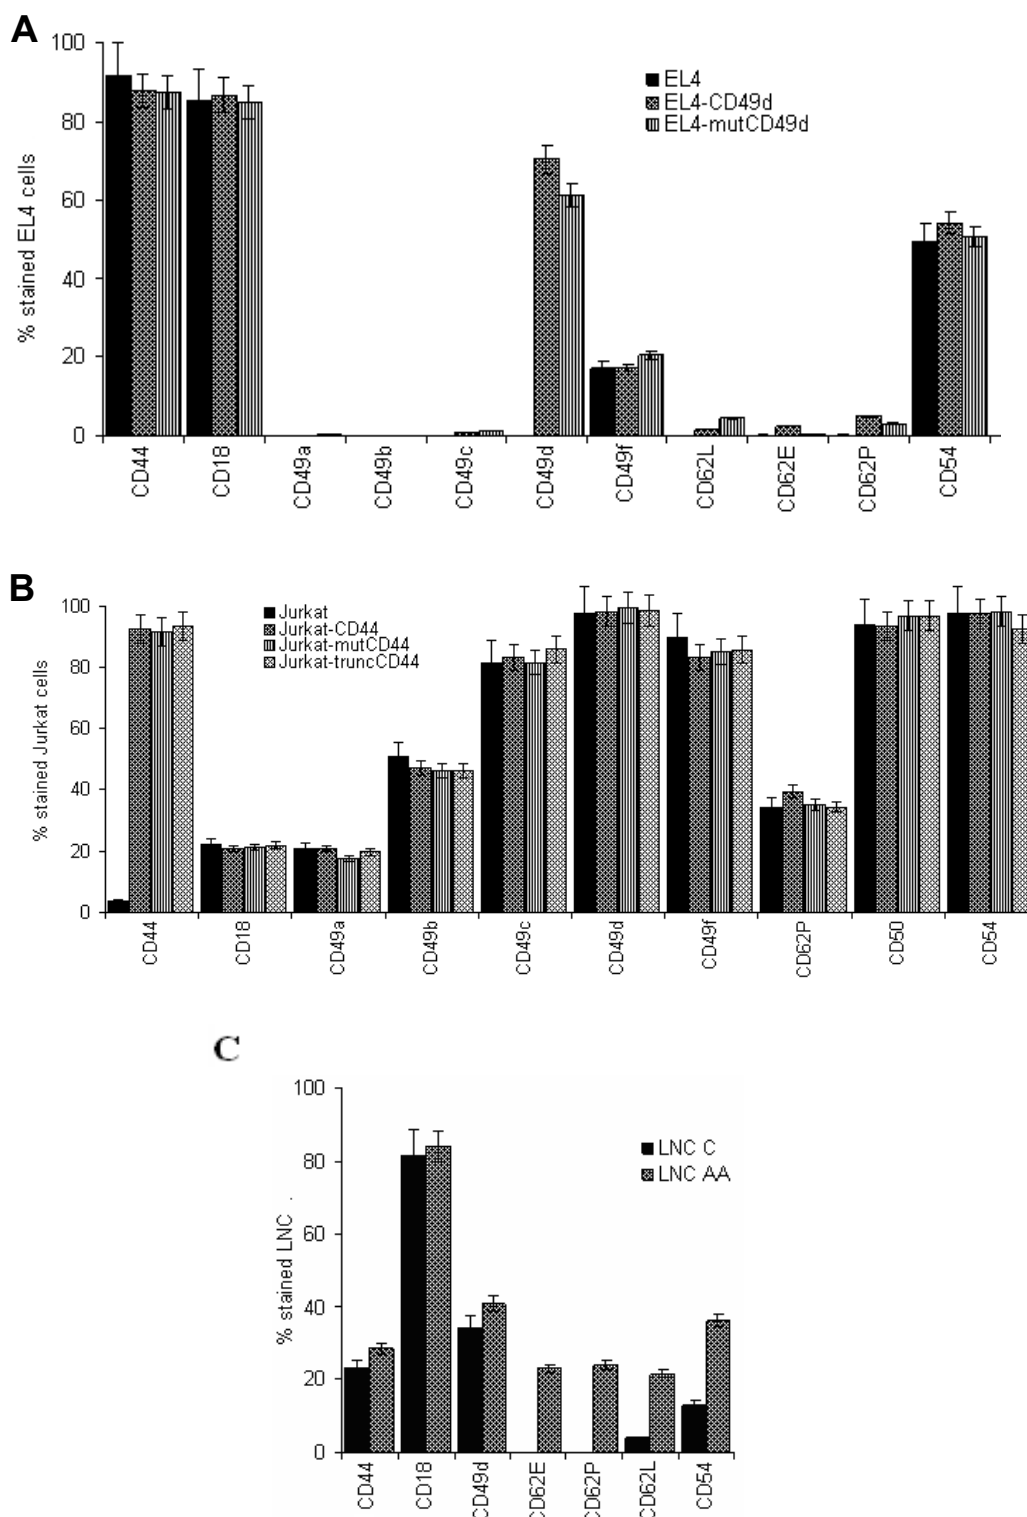 A
100
80
60
40
20
0
% stained EL4 cells
EL4
EL4-CD49d
EL4-mutCD49d
CD44
CD18
CD49a
CD49b
CD49c
CD49d
CD49f
CD62L
CD62E
CD62P
CD54
B
100
80
60
40
20
0
% stained Jurkat cells
Jurkat
Jurkat-CD44
Jurkat-mutCD44
Jurkat-truncCD44
CD44
CD18
CD49a
CD49b
CD49c
CD49d
CD49f
CD62P
CD50
CD54
C
100
80
60
40
20
0
% stained LNC .
LNC C
LNC AA
CD44
CD18
CD49d
CD62E
CD62P
CD62L
CD54